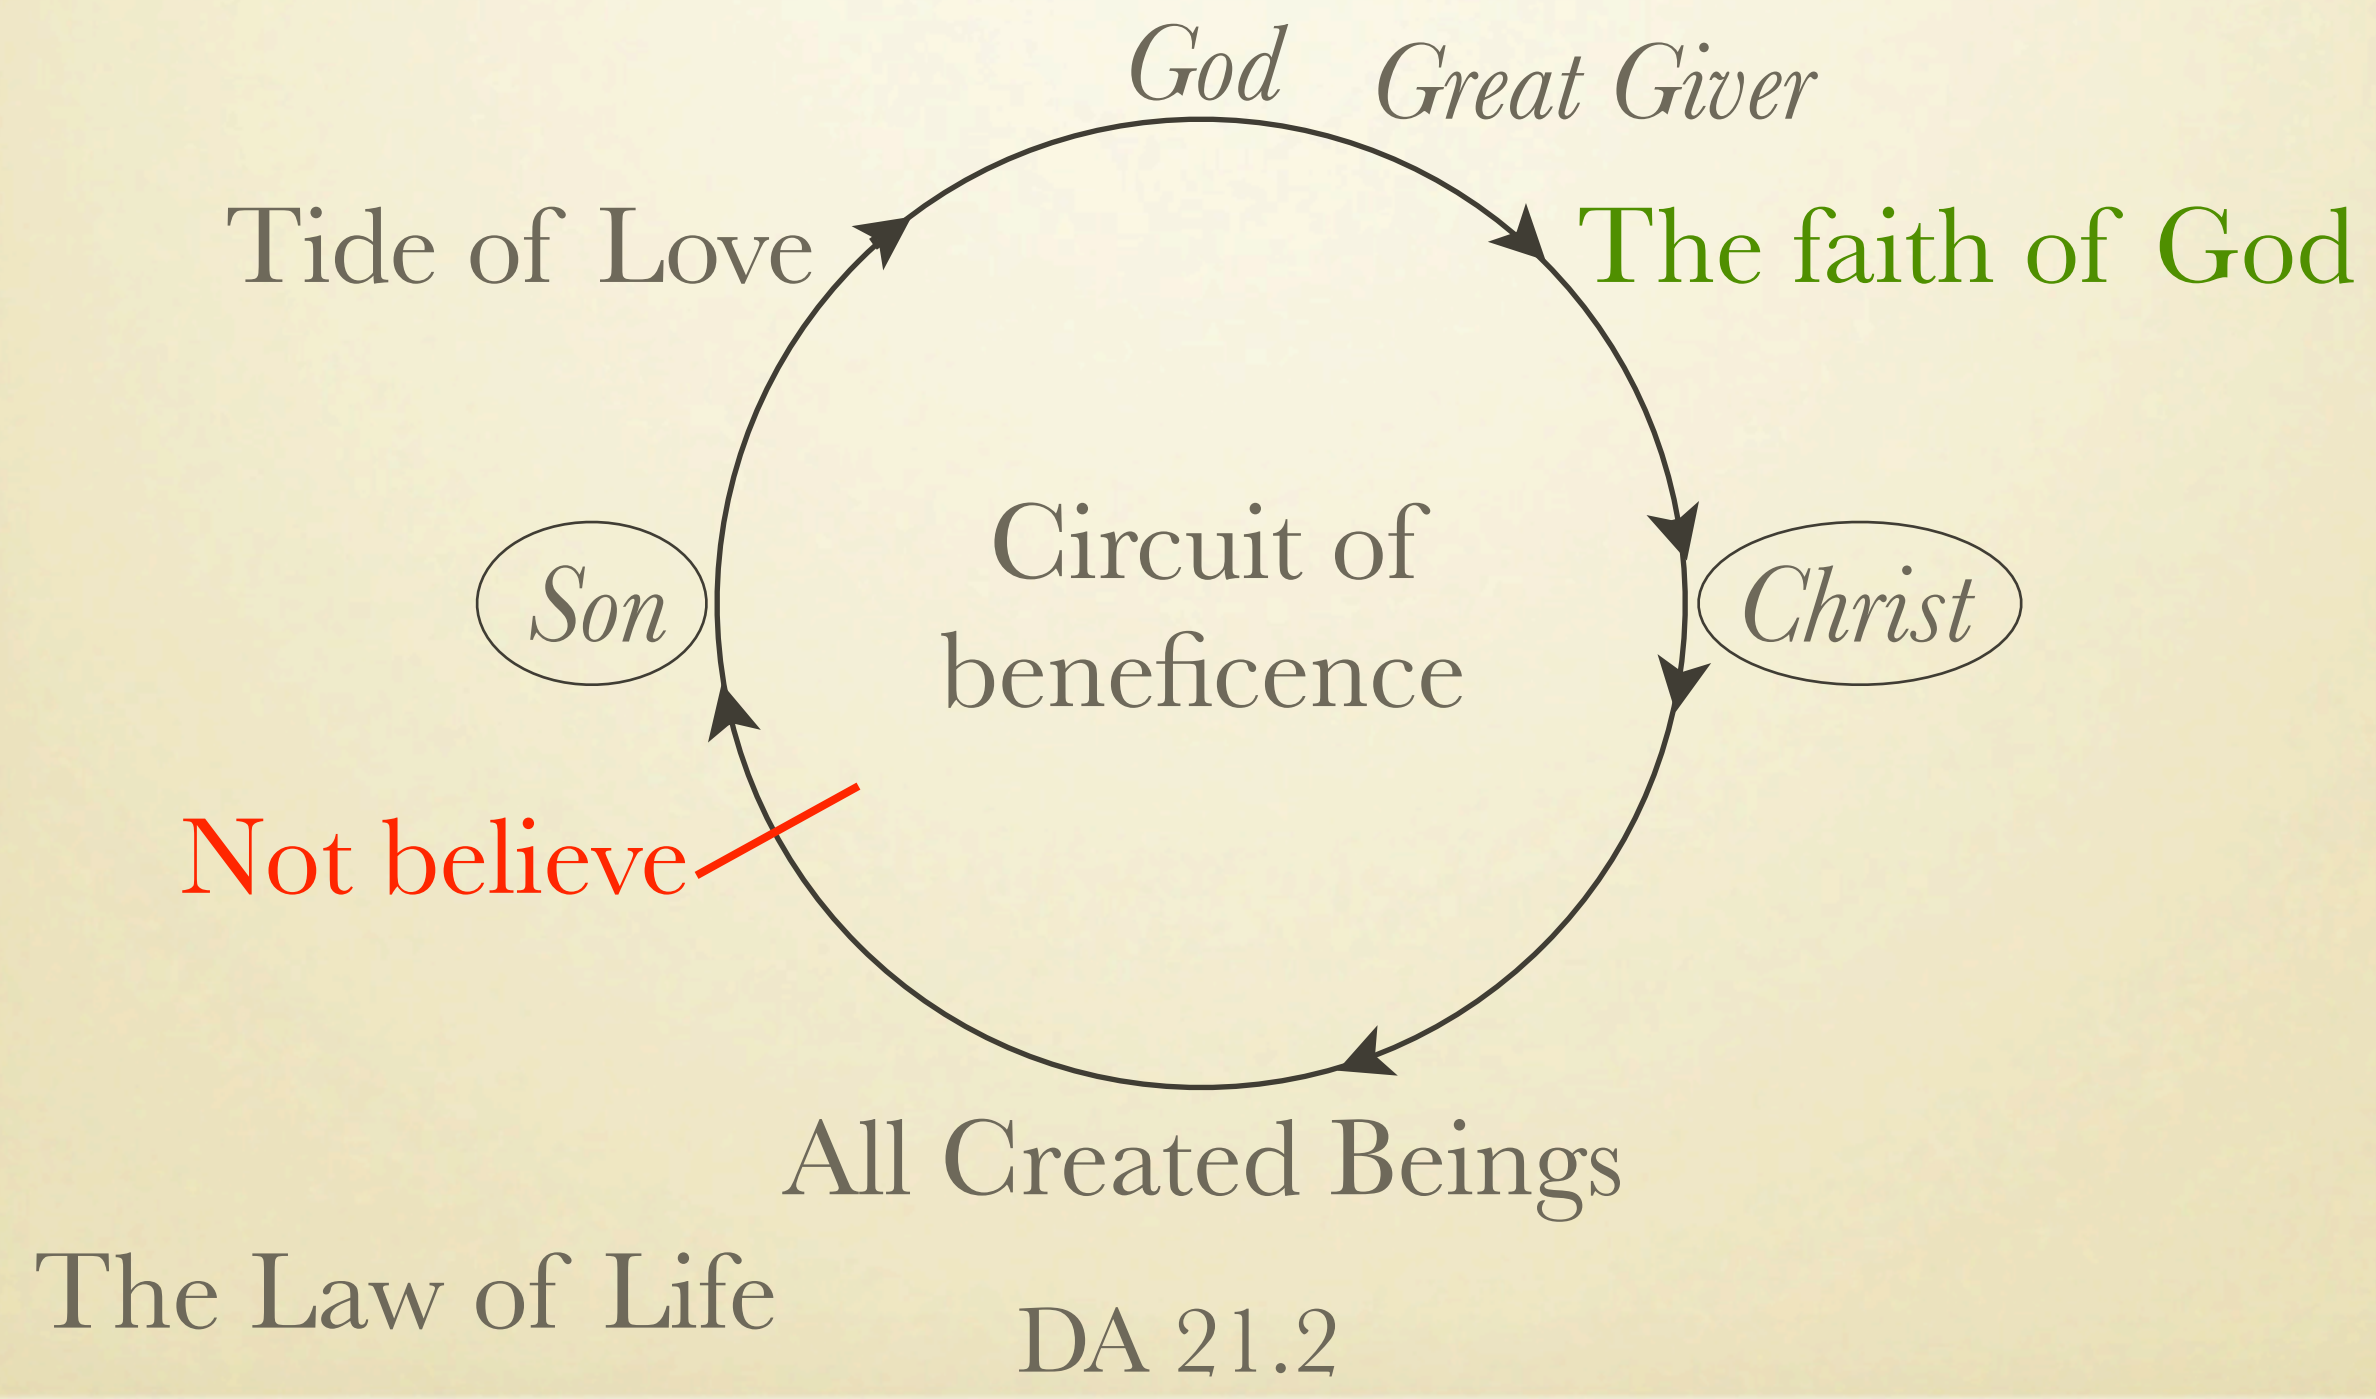 God
Great Giver
Tide of Love
The faith of God
Circuit of
beneficence
Son
Christ
Not believe
All Created Beings
The Law of Life
DA 21.2